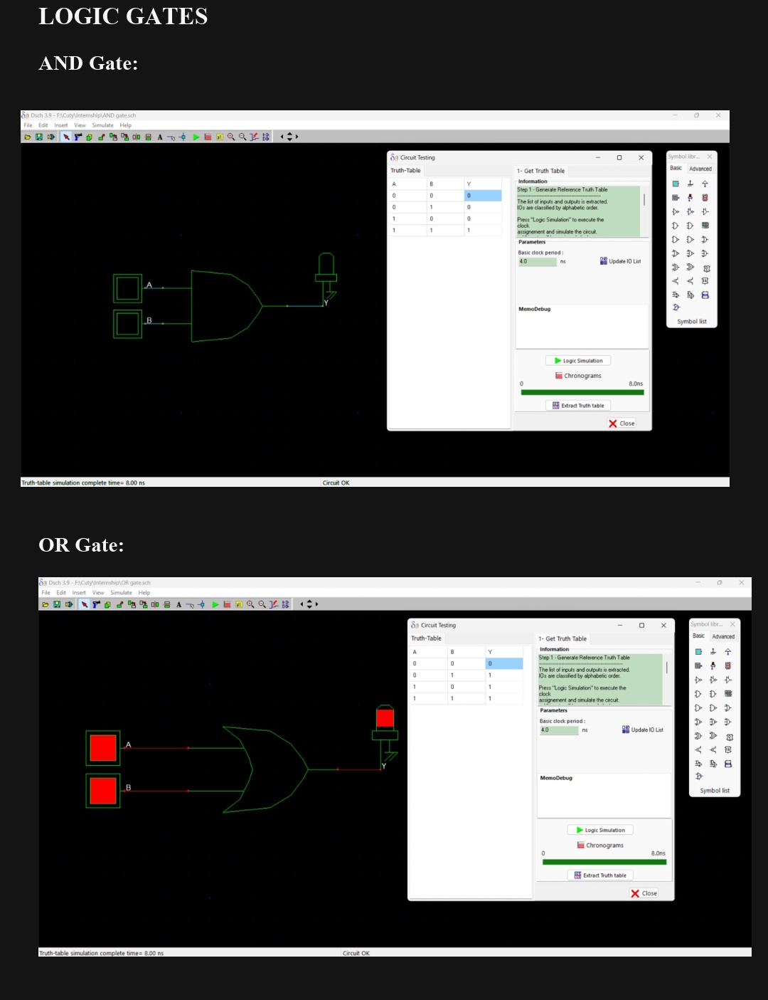 LOGIC GATES
AND Gate:
Dsch 3.9 - F:\Cuty\Internship\AND gate.sch
File Edit Insert View Simulate Help
A
B
Y
Circuit Testing
Truth-Table
A B Y
0 0 0
0 1 0
1 0 0
1 1 1
1- Get Truth Table
Information
Step 1 - Generate Reference Truth Table
The list of inputs and outputs is extracted.
IOs are classified by alphabetic order.
Press "Logic Simulation" to execute the
clock
assignement and simulate the circuit.
Parameters
Basic clock period :
4.0 ns Update IO List
MemoDebug
Logic Simulation
Chronograms
0 8.0ns
Extract Truth table
Close
Symbol libr...
Basic Advanced
Symbol list
Truth-table simulation complete time= 8.00 ns Circuit OK
OR Gate:
Dsch 3.9 - F:\Cuty\Internship\OR gate.sch
File Edit Insert View Simulate Help
A
B
Y
Circuit Testing
Truth-Table
A B Y
0 0 0
0 1 1
1 0 1
1 1 1
1- Get Truth Table
Information
Step 1 - Generate Reference Truth Table
The list of inputs and outputs is extracted.
IOs are classified by alphabetic order.
Press "Logic Simulation" to execute the
clock
assignement and simulate the circuit.
Parameters
Basic clock period :
4.0 ns Update IO List
MemoDebug
Logic Simulation
Chronograms
0 8.0ns
Extract Truth table
Close
Symbol libr...
Basic Advanced
Symbol list
Truth-table simulation complete time= 8.00 ns Circuit OK